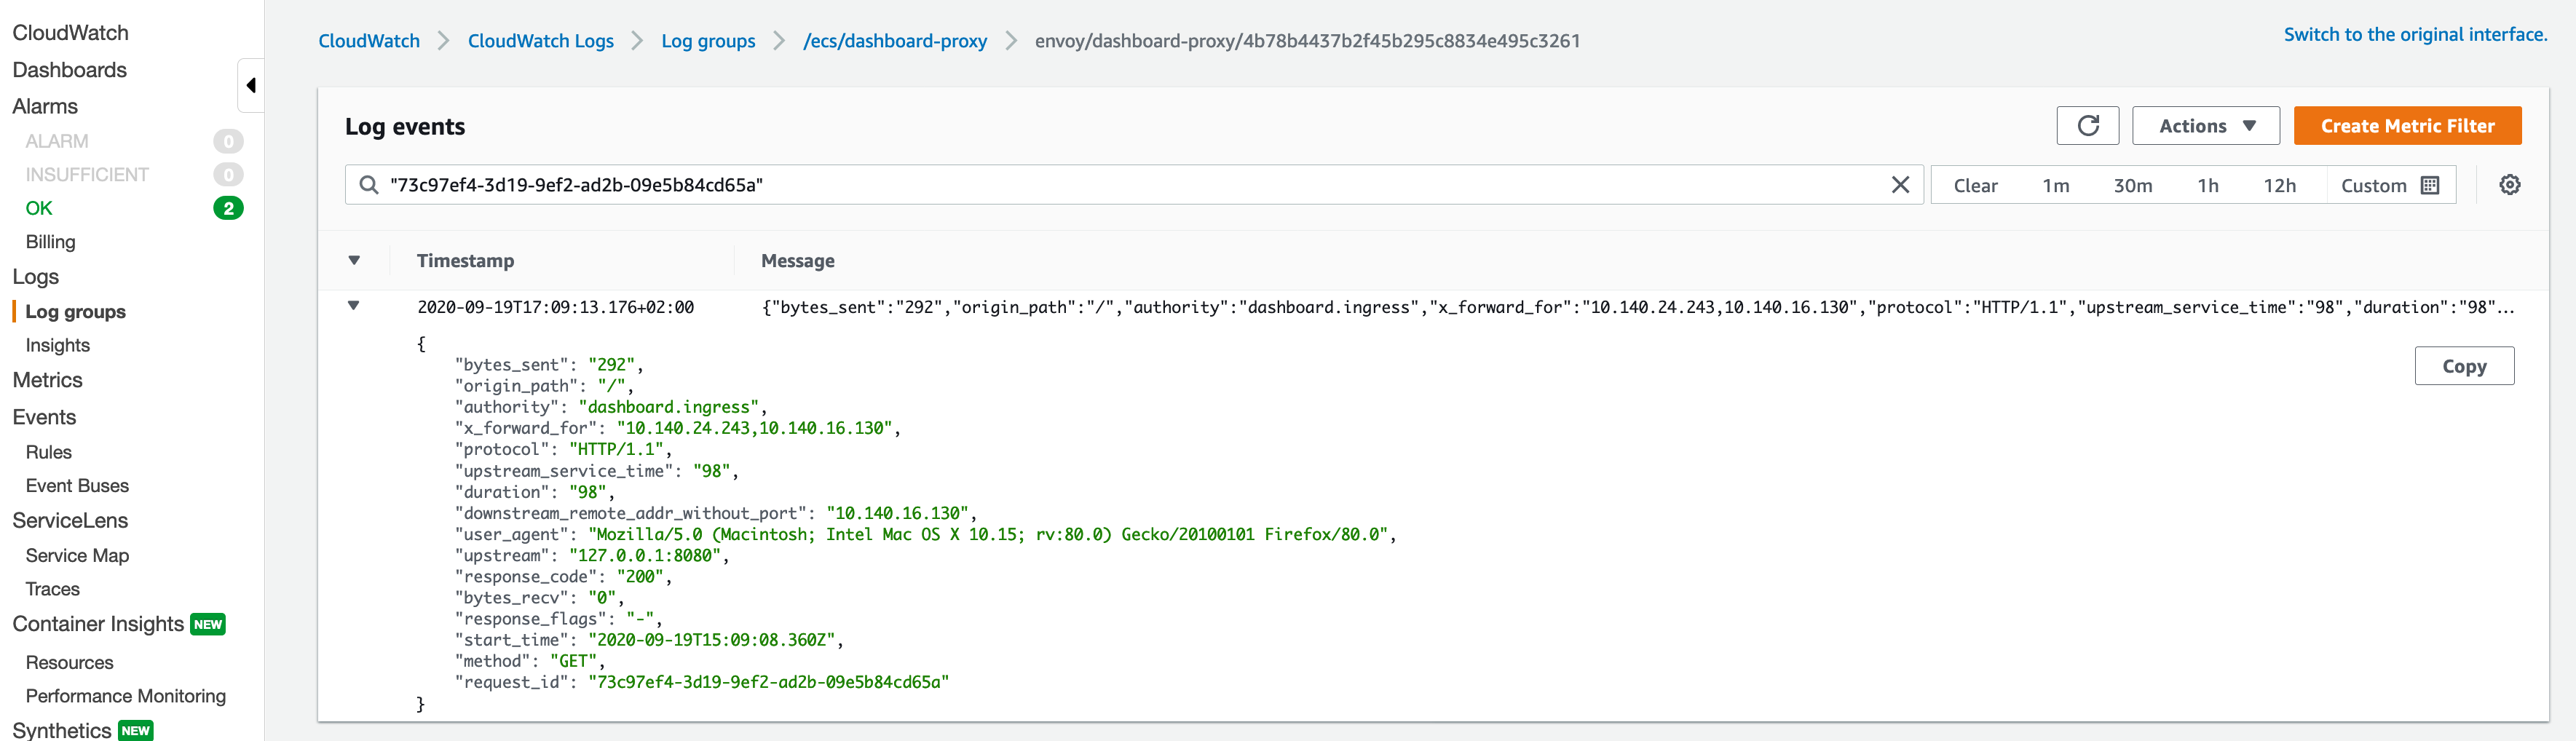 CloudWatch
Dashboards
Alarms
ALARM 0
INSUFFICIENT 0
OK 2
Billing
Logs
Log groups
Insights
Metrics
Events
Rules
Event Buses
ServiceLens
Service Map
Traces
Container Insights NEW
Resources
Performance Monitoring
Synthetics NEW
CloudWatch CloudWatch Logs Log groups /ecs/dashboard-proxy envoy/dashboard-proxy/4b78b4437b2f45b295c8834e495c3261
Switch to the original interface.
Log events
Actions
Create Metric Filter
"73c97ef4-3d19-9ef2-ad2b-09e5b84cd65a"
Clear 1m 30m 1h 12h Custom
Timestamp Message
2020-09-19T17:09:13.176+02:00 {"bytes_sent":"292","origin_path":"/","authority":"dashboard.ingress","x_forward_for":"10.140.24.243,10.140.16.130","protocol":"HTTP/1.1","upstream_service_time":"98","duration":"98"...
{
"bytes_sent": "292",
"origin_path": "/",
"authority": "dashboard.ingress",
"x_forward_for": "10.140.24.243,10.140.16.130",
"protocol": "HTTP/1.1",
"upstream_service_time": "98",
"duration": "98",
"downstream_remote_addr_without_port": "10.140.16.130",
"user_agent": "Mozilla/5.0 (Macintosh; Intel Mac OS X 10.15; rv:80.0) Gecko/20100101 Firefox/80.0",
"upstream": "127.0.0.1:8080",
"response_code": "200",
"bytes_recv": "0",
"response_flags": "-",
"start_time": "2020-09-19T15:09:08.360Z",
"method": "GET",
"request_id": "73c97ef4-3d19-9ef2-ad2b-09e5b84cd65a"
}
Copy